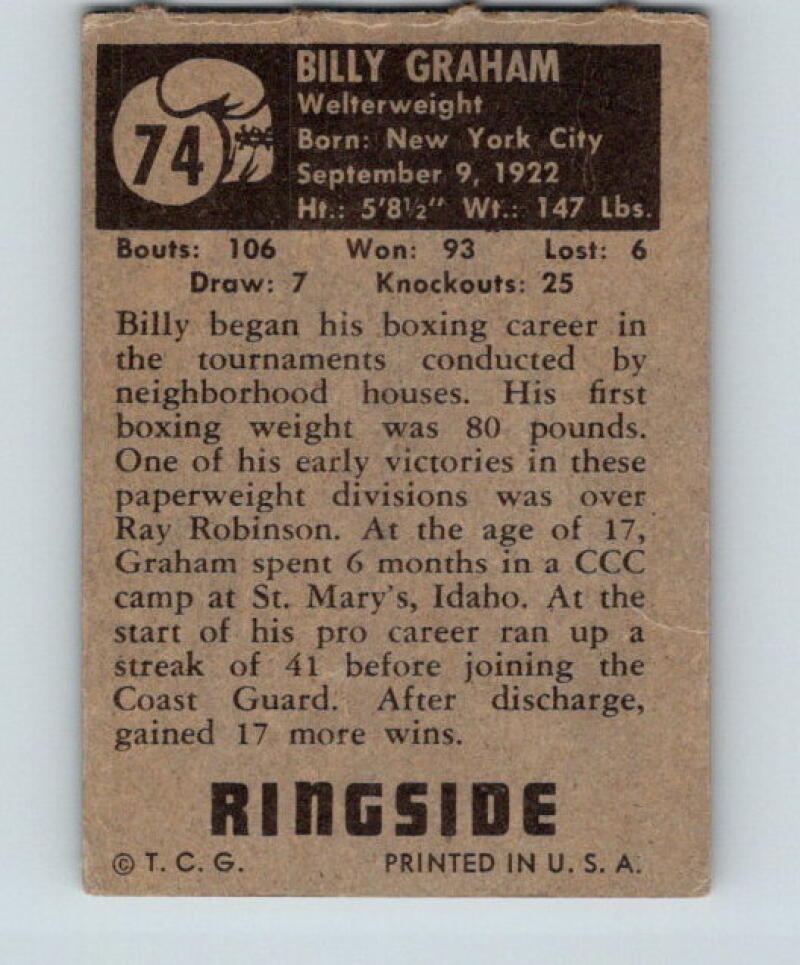 74
BILLY GRAHAM
Welterweight
Born: New York City
September 9, 1922
Ht.: 5'8½" Wt.: 147 Lbs.
Bouts: 106 Won: 93 Lost: 6
Draw: 7 Knockouts: 25
Billy began his boxing career in
the tournaments conducted by
neighborhood houses. His first
boxing weight was 80 pounds.
One of his early victories in these
paperweight divisions was over
Ray Robinson. At the age of 17,
Graham spent 6 months in a CCC
camp at St. Mary's, Idaho. At the
start of his pro career ran up a
streak of 41 before joining the
Coast Guard. After discharge,
gained 17 more wins.
RINGSIDE
© T. C. G. PRINTED IN U. S. A.